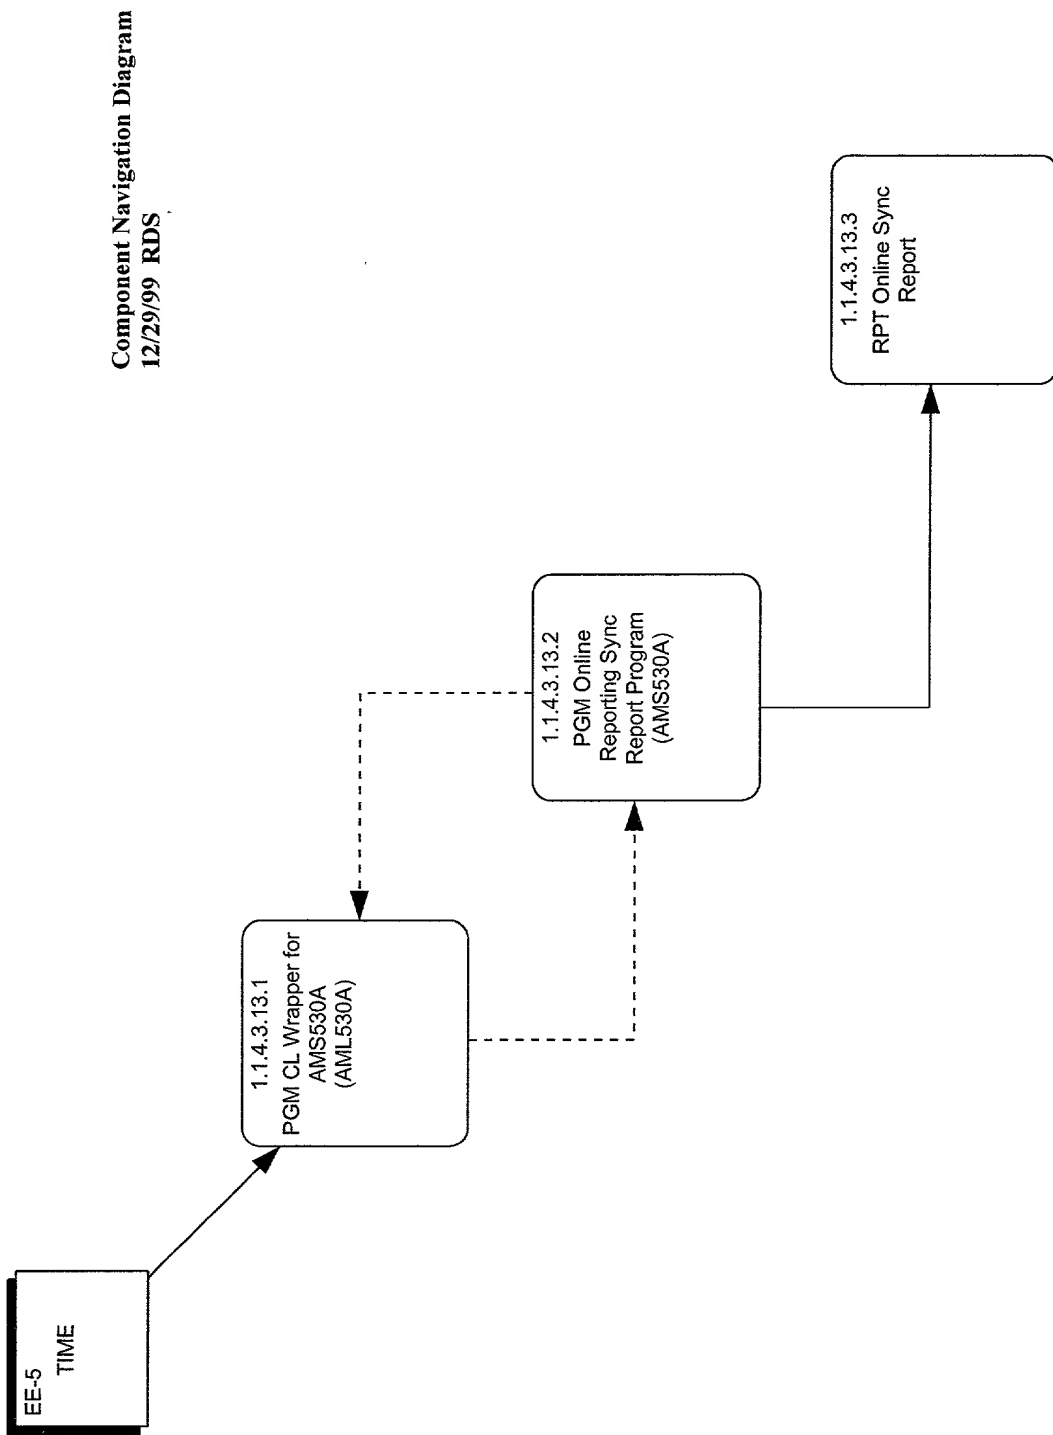 Component Navigation Diagram
12/29/99 RDS
EE-5
TIME
1.1.4.3.13.1
PGM CL Wrapper for
AMS530A
(AML530A)
1.1.4.3.13.2
PGM Online
Reporting Sync
Report Program
(AMS530A)
1.1.4.3.13.3
RPT Online Sync
Report